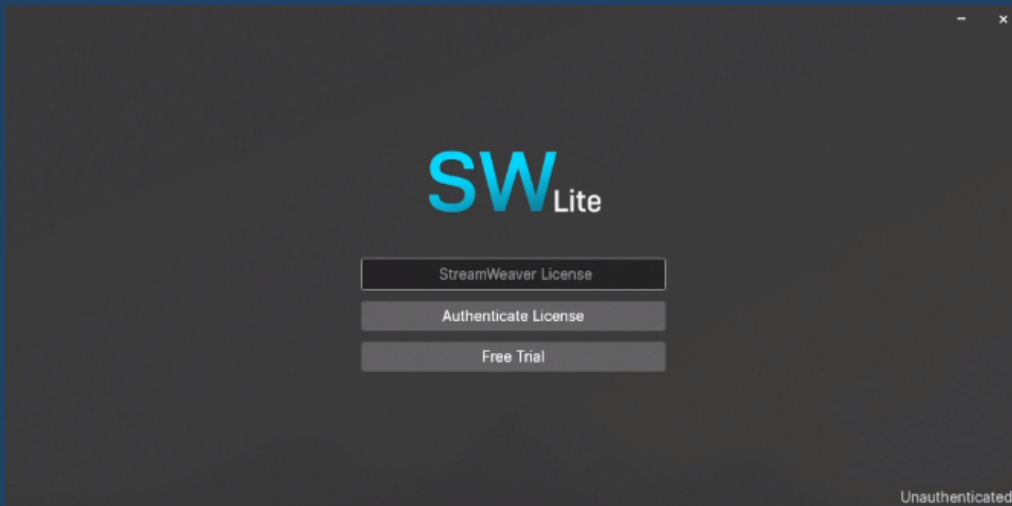 SW Lite
StreamWeaver License
Authenticate License
Free Trial
Unauthenticated